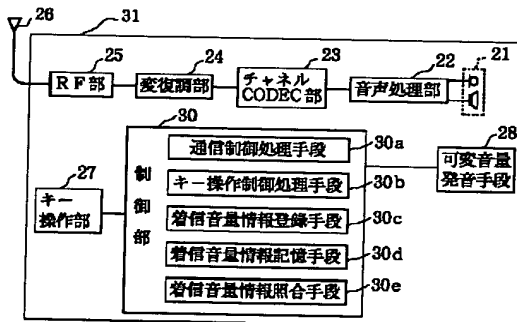 26
31
25
24
23
22
21
RF部
変復調部
チャネル
CODEC部
音声処理部
30
制御部
通信制御処理手段
30a
キー操作制御処理手段
30b
着信音量情報登録手段
30c
着信音量情報記憶手段
30d
着信音量情報照合手段
30e
27
キー
操作部
28
可変音量
発音手段